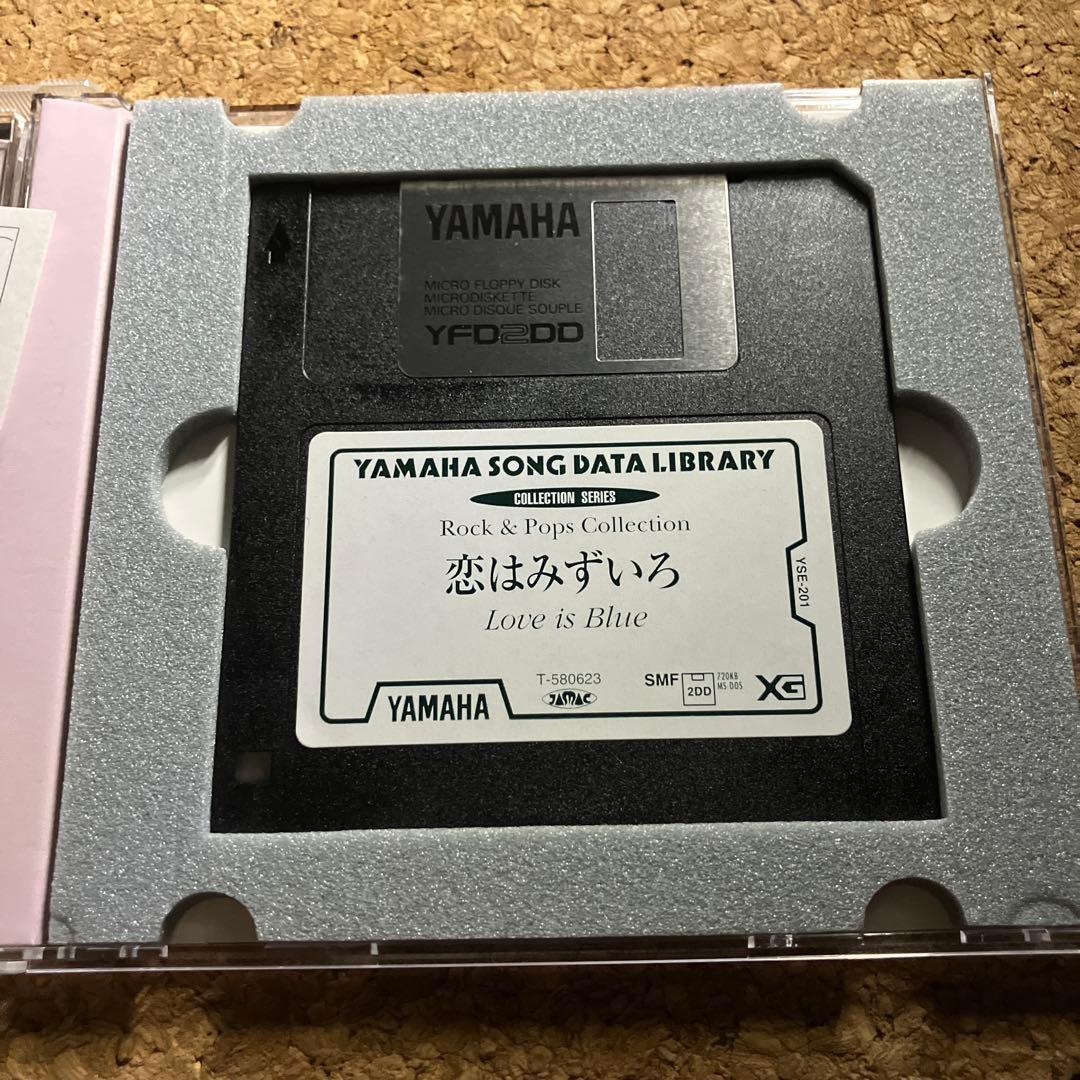 YAMAHA
MICRO FLOPPY DISK
MICRODISKETTE
MICRO DISQUE SOUPLE
YFD2DD
YAMAHA SONG DATA LIBRARY
COLLECTION SERIES
Rock & Pops Collection
恋はみずいろ
Love is Blue
YSE-201
T-580623
JASRAC
SMF
2DD
720KB
MS-DOS
XG
YAMAHA